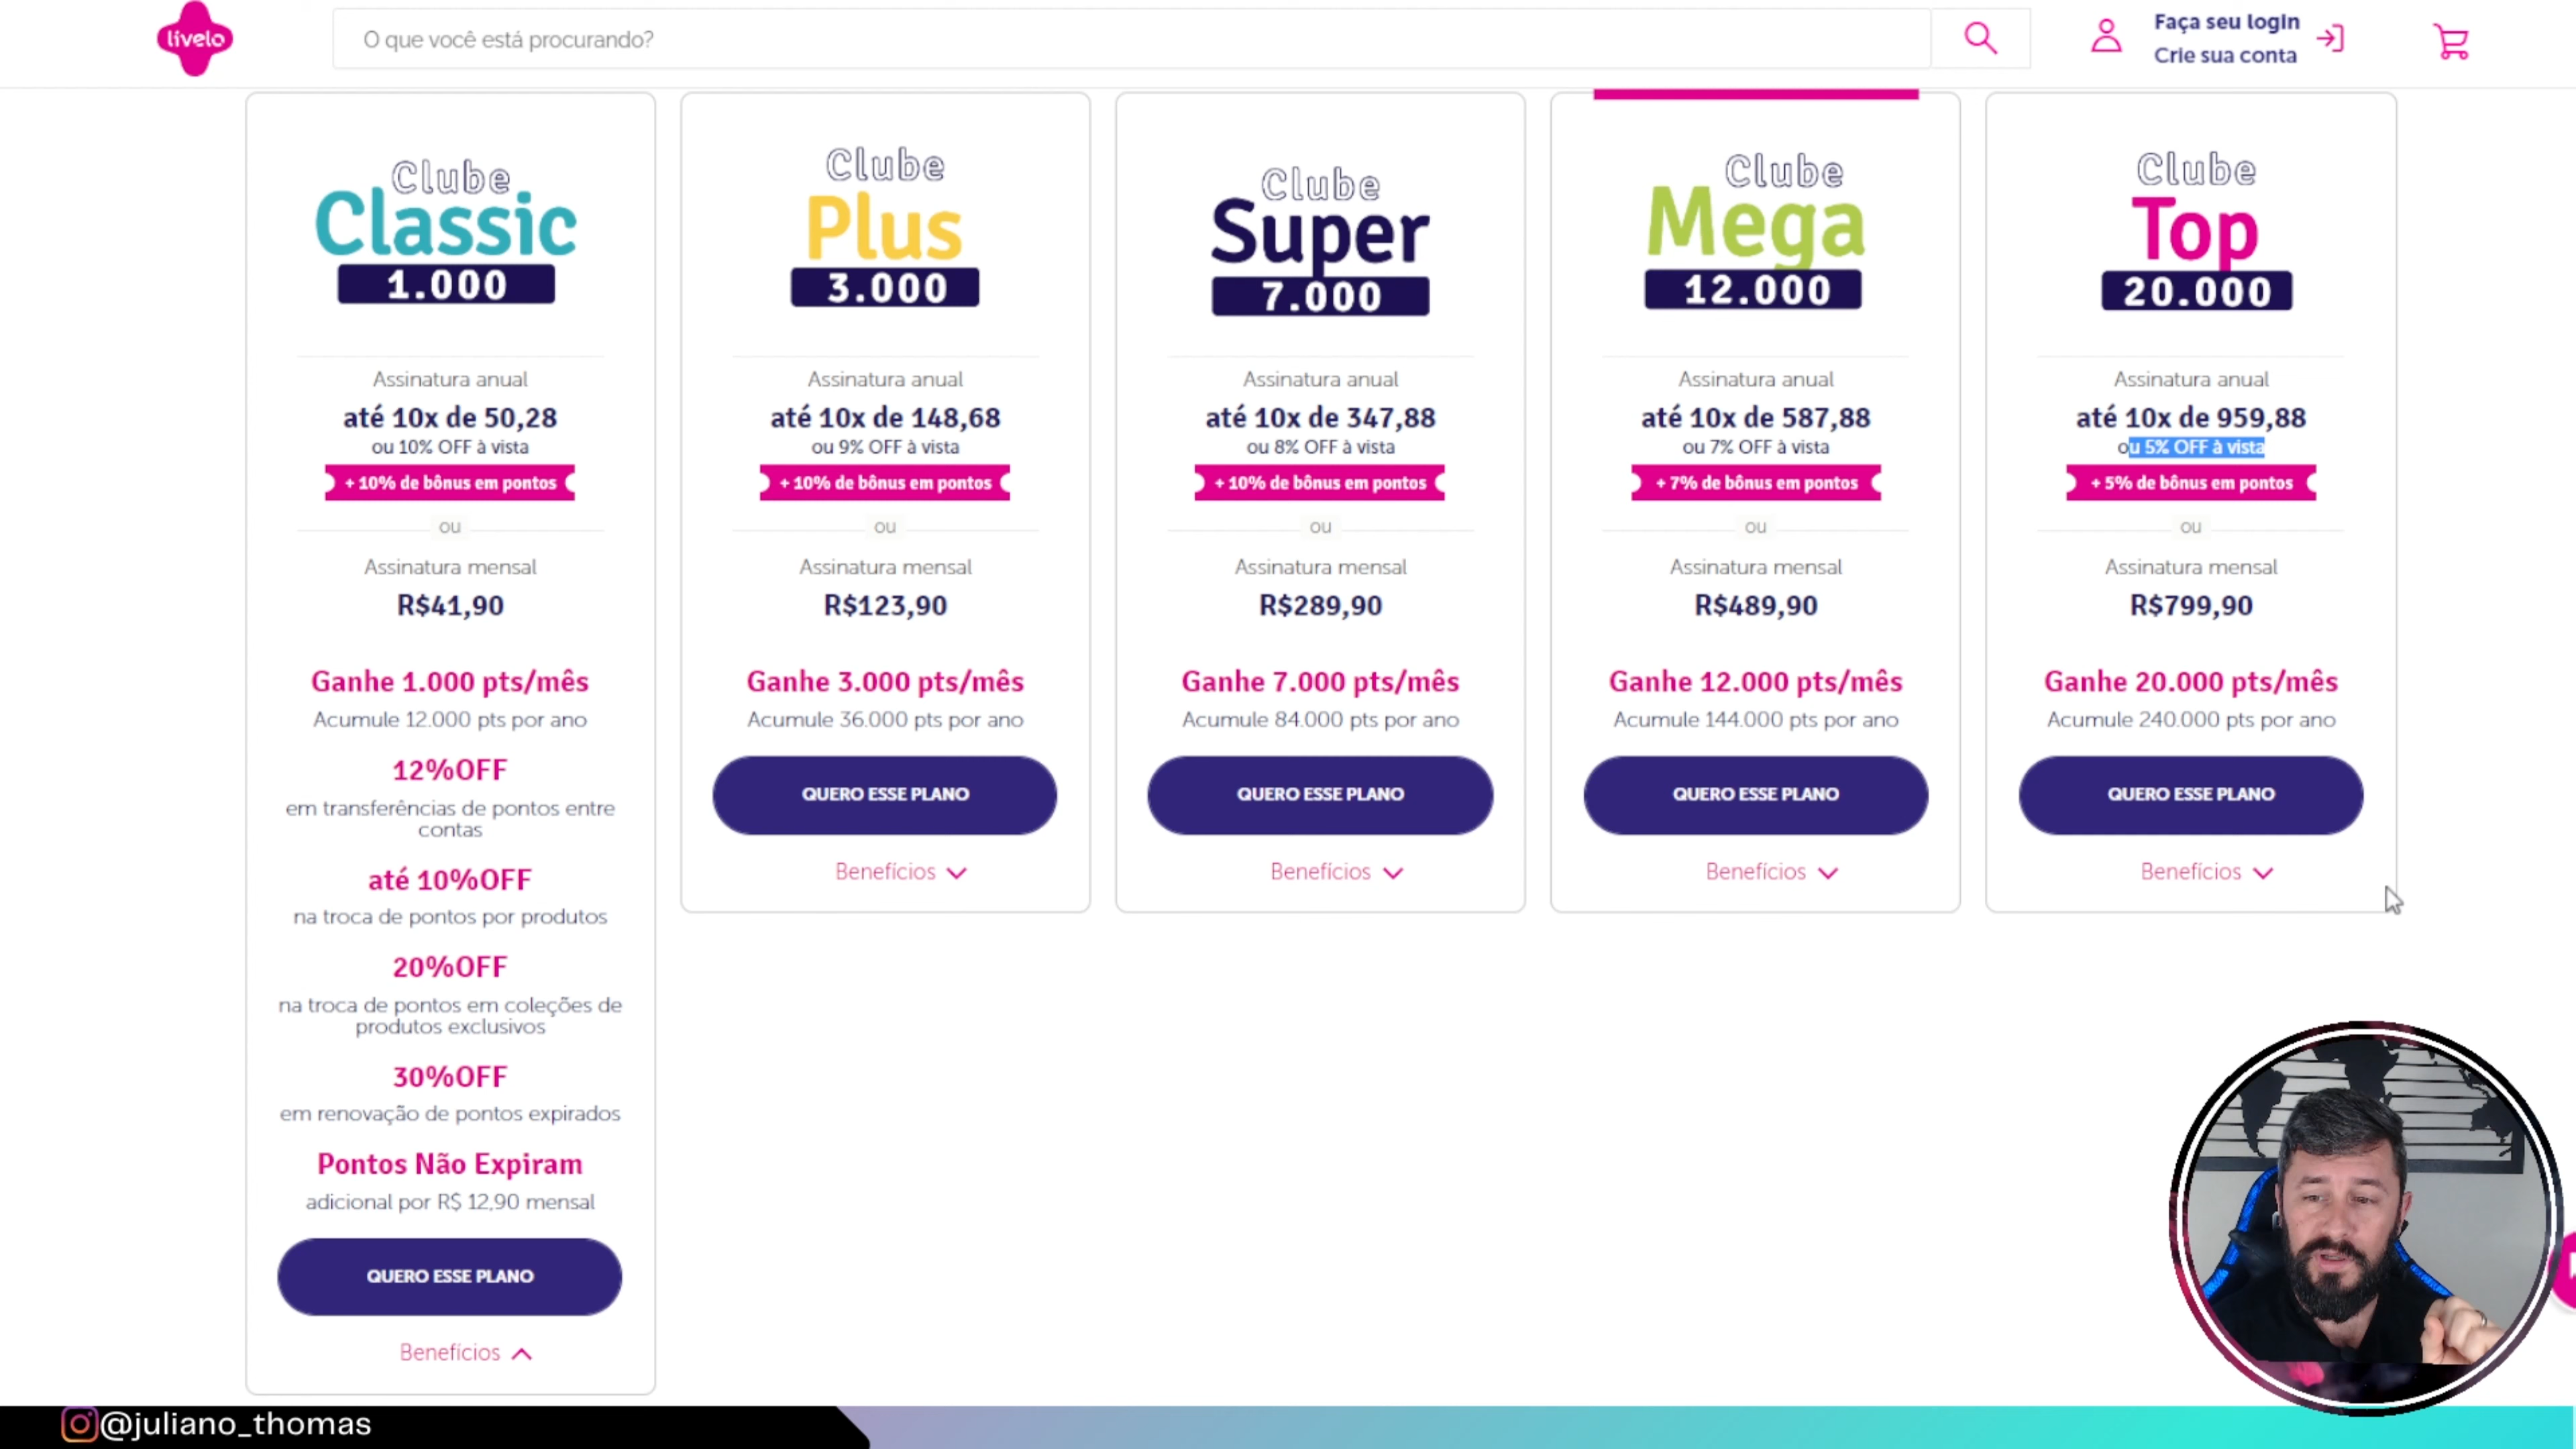 livelo
O que você está procurando?
Faça seu login
Crie sua conta
Clube
Classic
1.000
Assinatura anual
até 10x de 50,28
ou 10% OFF à vista
+ 10% de bônus em pontos
ou
Assinatura mensal
R$41,90
Ganhe 1.000 pts/mês
Acumule 12.000 pts por ano
12%OFF
em transferências de pontos entre
contas
até 10%OFF
na troca de pontos por produtos
20%OFF
na troca de pontos em coleções de
produtos exclusivos
30%OFF
em renovação de pontos expirados
Pontos Não Expiram
adicional por R$ 12,90 mensal
QUERO ESSE PLANO
Benefícios
Clube
Plus
3.000
Assinatura anual
até 10x de 148,68
ou 9% OFF à vista
+ 10% de bônus em pontos
ou
Assinatura mensal
R$123,90
Ganhe 3.000 pts/mês
Acumule 36.000 pts por ano
QUERO ESSE PLANO
Benefícios
Clube
Super
7.000
Assinatura anual
até 10x de 347,88
ou 8% OFF à vista
+ 10% de bônus em pontos
ou
Assinatura mensal
R$289,90
Ganhe 7.000 pts/mês
Acumule 84.000 pts por ano
QUERO ESSE PLANO
Benefícios
Clube
Mega
12.000
Assinatura anual
até 10x de 587,88
ou 7% OFF à vista
+ 7% de bônus em pontos
ou
Assinatura mensal
R$489,90
Ganhe 12.000 pts/mês
Acumule 144.000 pts por ano
QUERO ESSE PLANO
Benefícios
Clube
Top
20.000
Assinatura anual
até 10x de 959,88
ou 5% OFF à vista
+ 5% de bônus em pontos
ou
Assinatura mensal
R$799,90
Ganhe 20.000 pts/mês
Acumule 240.000 pts por ano
QUERO ESSE PLANO
Benefícios
@juliano_thomas